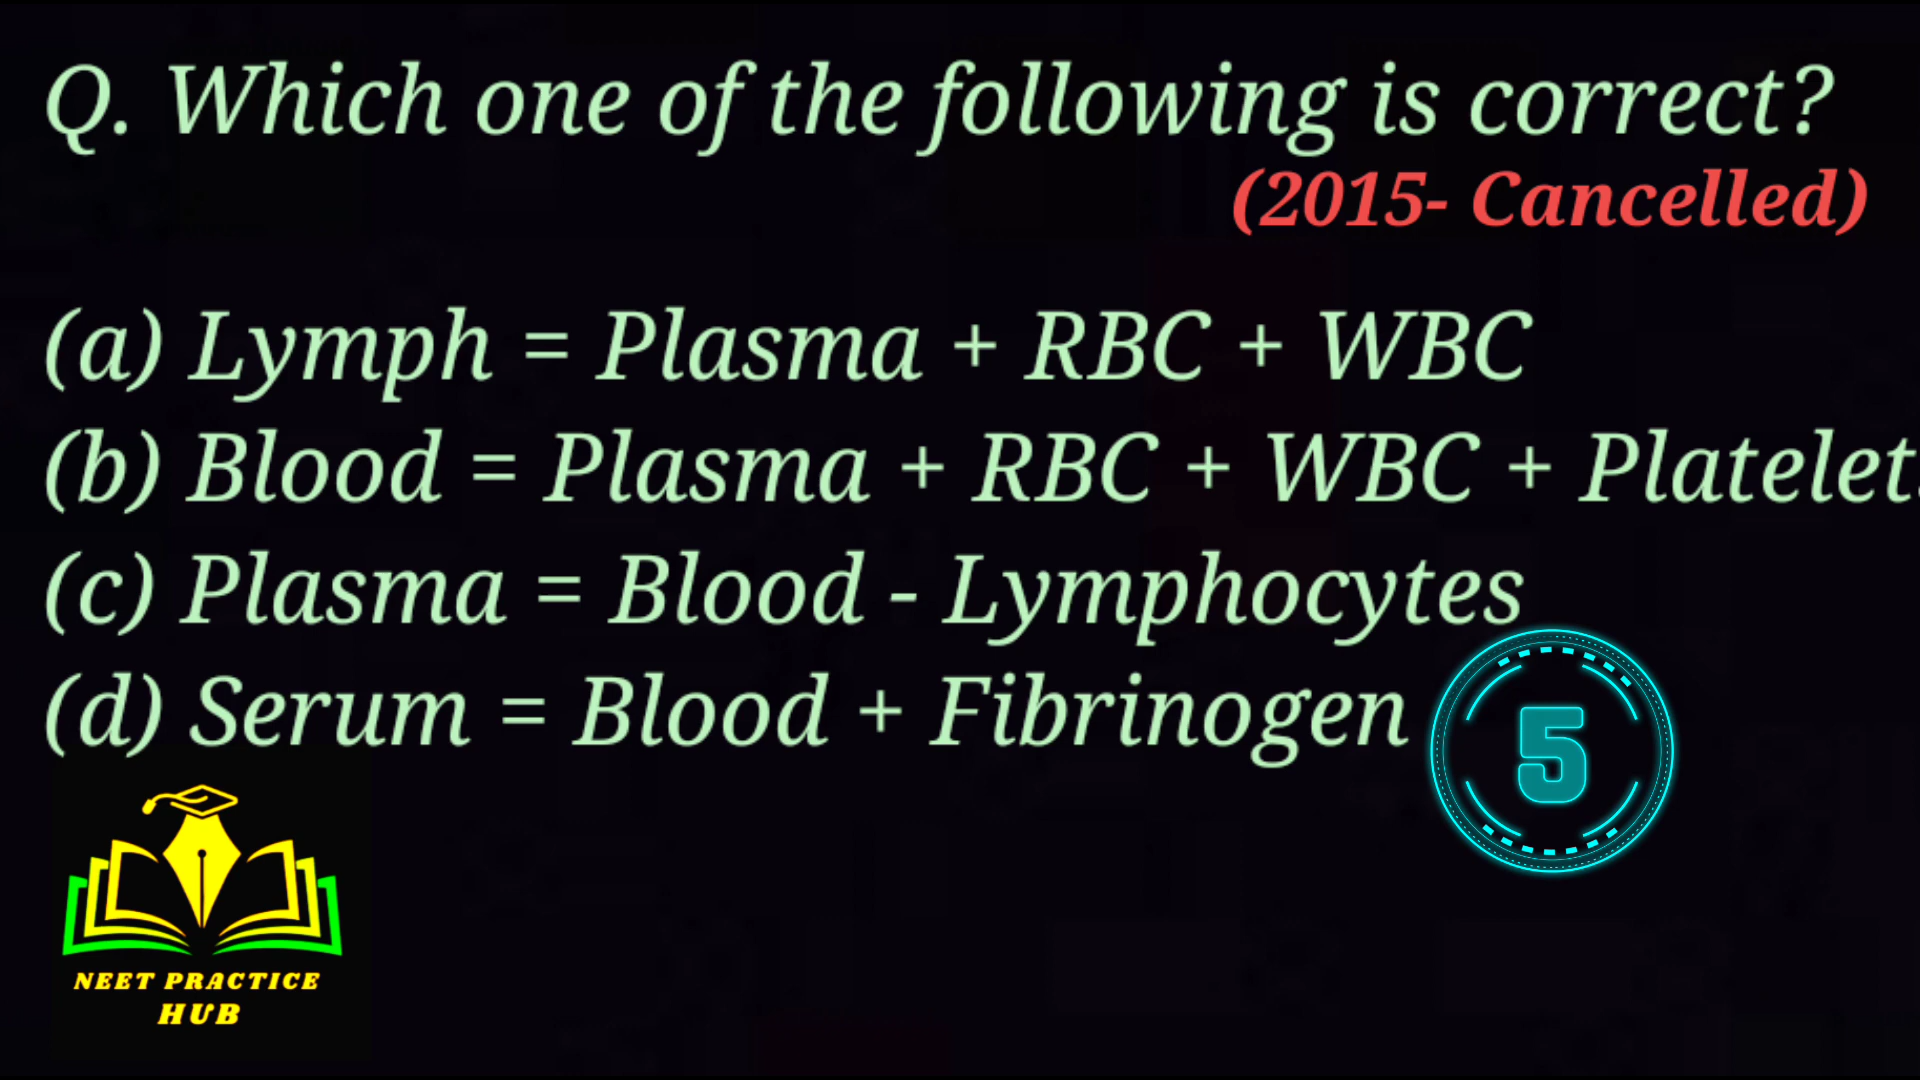 Q. Which one of the following is correct?
(2015- Cancelled)
(a) Lymph = Plasma + RBC + WBC
(b) Blood = Plasma + RBC + WBC + Platelets
(c) Plasma = Blood - Lymphocytes
(d) Serum = Blood + Fibrinogen
5
NEET PRACTICE
HUB